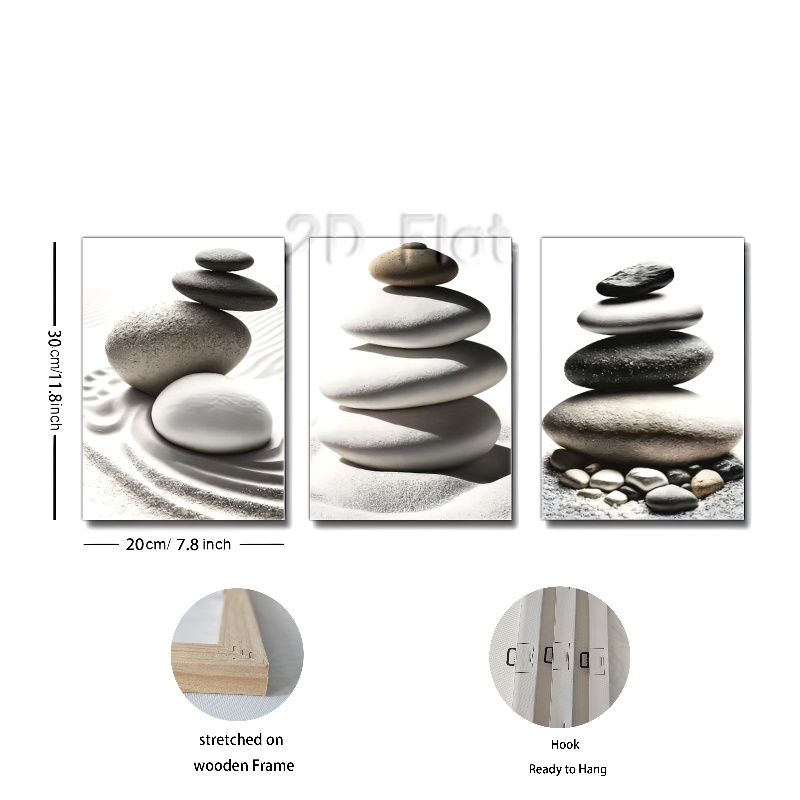 2D Flat
30cm/11.8inch
20cm/ 7.8 inch
stretched on
wooden Frame
Hook
Ready to Hang